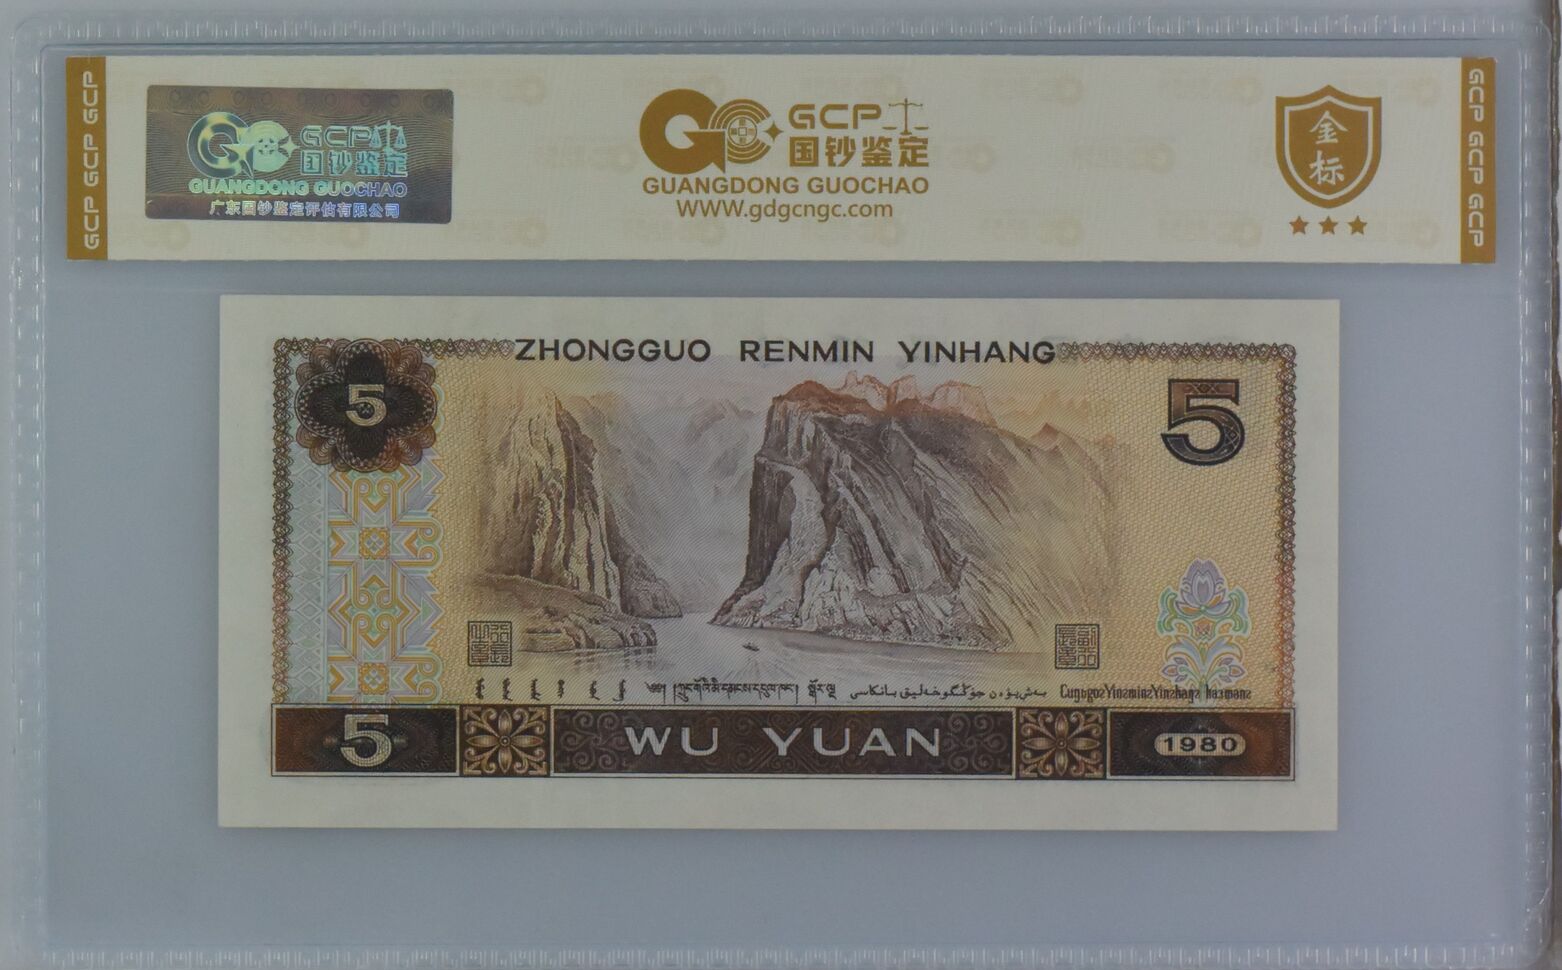 GCP GCP GCP
GCP
国钞鉴定
GUANGDONG GUOCHAO
广东国钞鉴定评估有限公司
GCP
国钞鉴定
GUANGDONG GUOCHAO
WWW.gdgcngc.com
金标
GCP GCP GCP
ZHONGGUO RENMIN YINHANG
5
5
5
WU YUAN
1980